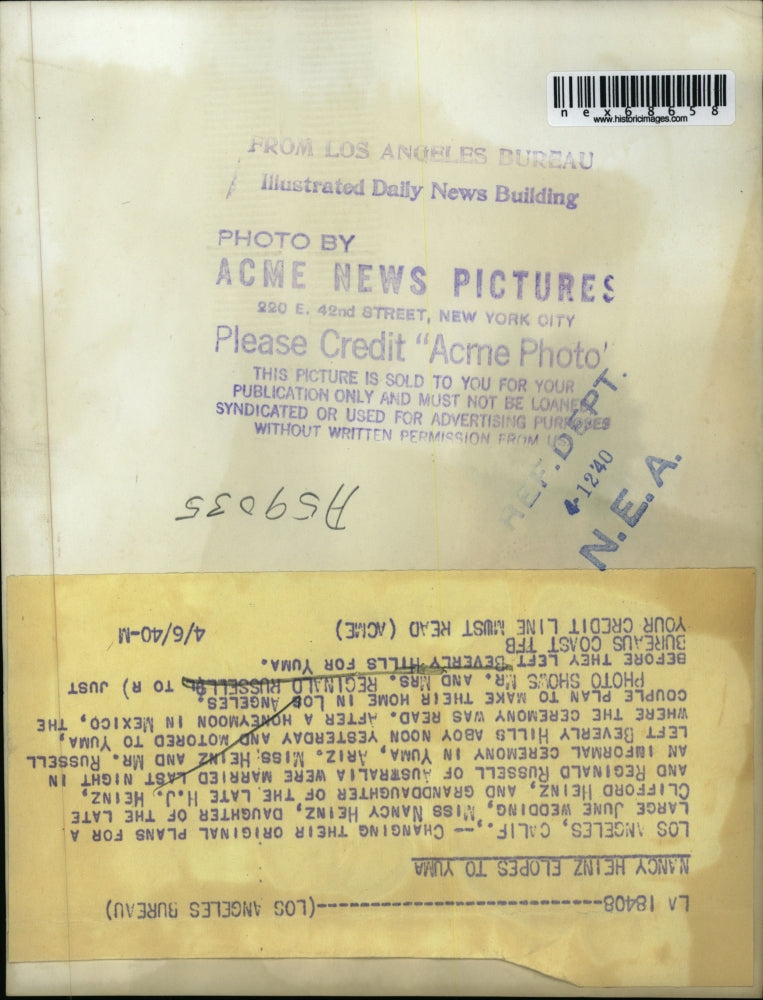 nex68658
www.historicimages.com
FROM LOS ANGELES BUREAU
Illustrated Daily News Building
PHOTO BY
ACME NEWS PICTURES
220 E. 42nd STREET, NEW YORK CITY
Please Credit "Acme Photo'
THIS PICTURE IS SOLD TO YOU FOR YOUR
PUBLICATION ONLY AND MUST NOT BE LOANED
SYNDICATED OR USED FOR ADVERTISING PURPOSES
WITHOUT WRITTEN PERMISSION FROM US
REF. DEPT.
4-12'40
N.E.A.
A59035
LA 18408--------------------------------(LOS ANGELES BUREAU)
NANCY HEINZ ELOPES TO YUMA
LOS ANGELES, CALIF.,-- CHANGING THEIR ORIGINAL PLANS FOR A
LARGE JUNE WEDDING, MISS NANCY HEINZ, DAUGHTER OF THE LATE
CLIFFORD HEINZ, AND GRANDDAUGHTER OF THE LATE H.J. HEINZ,
AND REGINALD RUSSELL OF AUSTRALIA WERE MARRIED LAST NIGHT IN
AN INFORMAL CEREMONY IN YUMA, ARIZ. MISS HEINZ AND MR. RUSSELL
LEFT BEVERLY HILLS ABOY NOON YESTERDAY AND MOTORED TO YUMA,
WHERE THE CEREMONY WAS READ. AFTER A HONEYMOON IN MEXICO, THE
COUPLE PLAN TO MAKE THEIR HOME IN LOS ANGELES.
PHOTO SHOWS MR. AND MRS. REGINALD RUSSELL TO R) JUST
BEFORE THEY LEFT BEVERLY HILLS FOR YUMA.
BUREAUS COAST TFB
YOUR CREDIT LINE MUST READ (ACME) 4/6/40-M